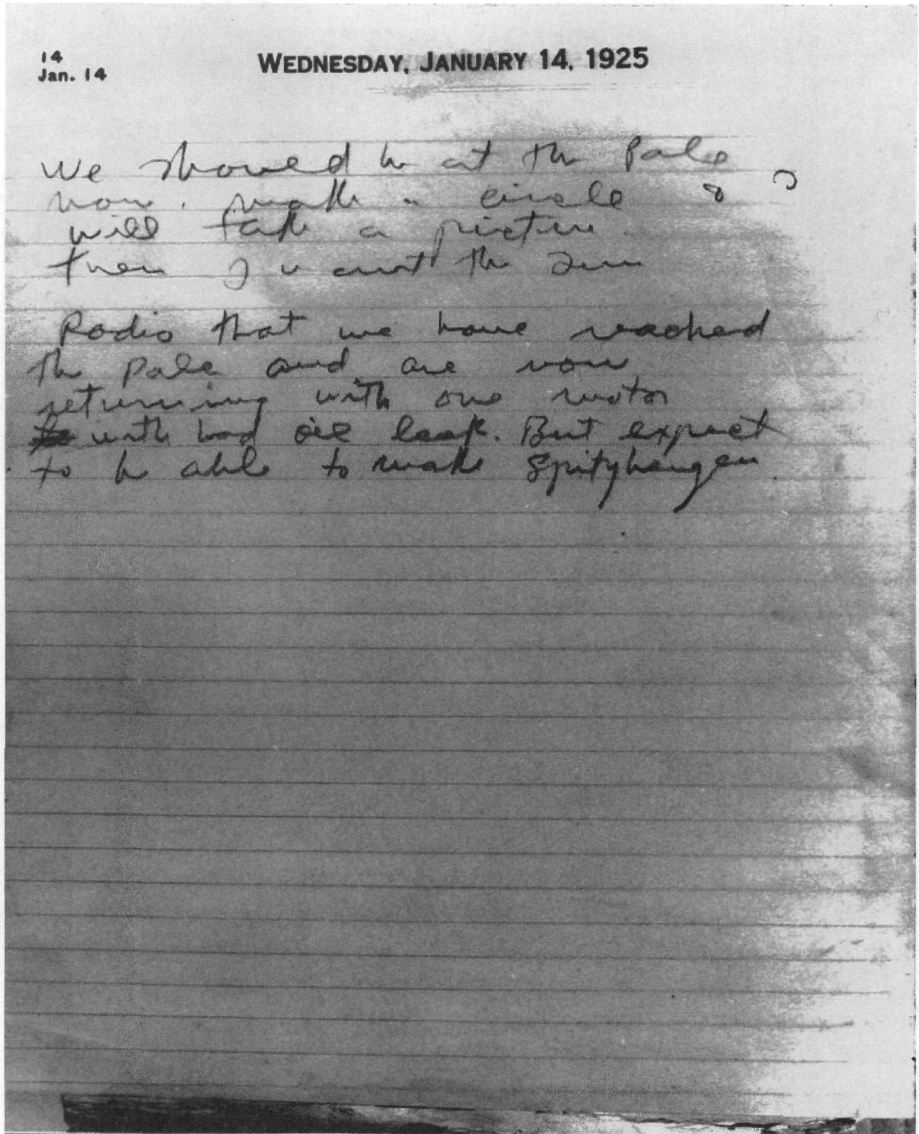 14
Jan. 14
WEDNESDAY, JANUARY 14, 1925
We should be at the Pole
now. make a circle & I
will take a picture.
then I want the sun
Radio that we have reached
the pole and are now
returning with one motor
with bad oil leak. But expect
to be able to make Spitzbergen